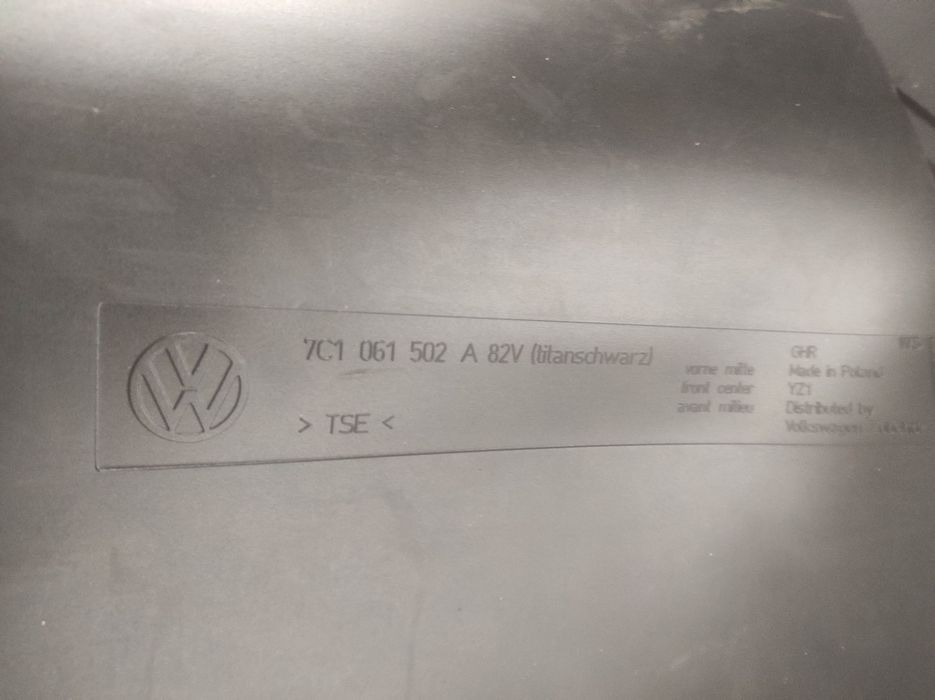 7C1 061 502 A 82V (titanschwarz)
> TSE <
vorne mitte
front center
avant milieu
GHR
Made in Poland
YZ1
Distributed by
Volkswagen